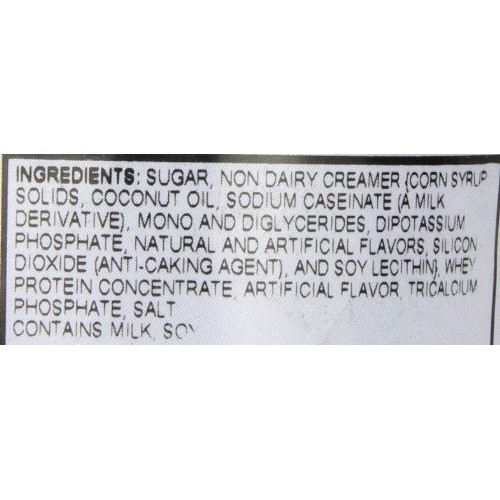 INGREDIENTS: SUGAR, NON DAIRY CREAMER (CORN SYRUP
SOLIDS, COCONUT OIL, SODIUM CASEINATE (A MILK
DERIVATIVE), MONO AND DIGLYCERIDES, DIPOTASSIUM
PHOSPHATE, NATURAL AND ARTIFICIAL FLAVORS, SILICON
DIOXIDE (ANTI-CAKING AGENT), AND SOY LECITHIN), WHEY
PROTEIN CONCENTRATE, ARTIFICIAL FLAVOR, TRICALCIUM
PHOSPHATE, SALT
CONTAINS MILK, SOY